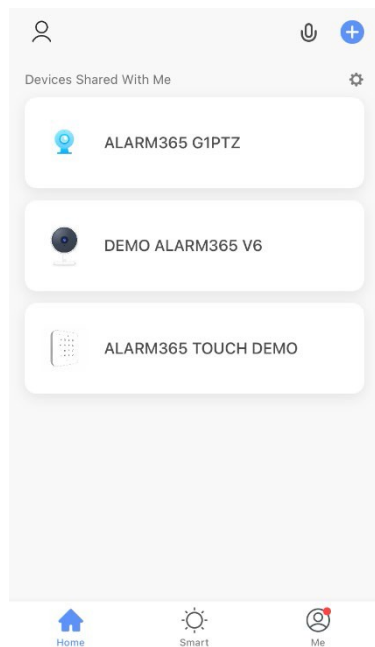 Devices Shared With Me
ALARM365 G1PTZ
DEMO ALARM365 V6
ALARM365 TOUCH DEMO
Home
Smart
Me